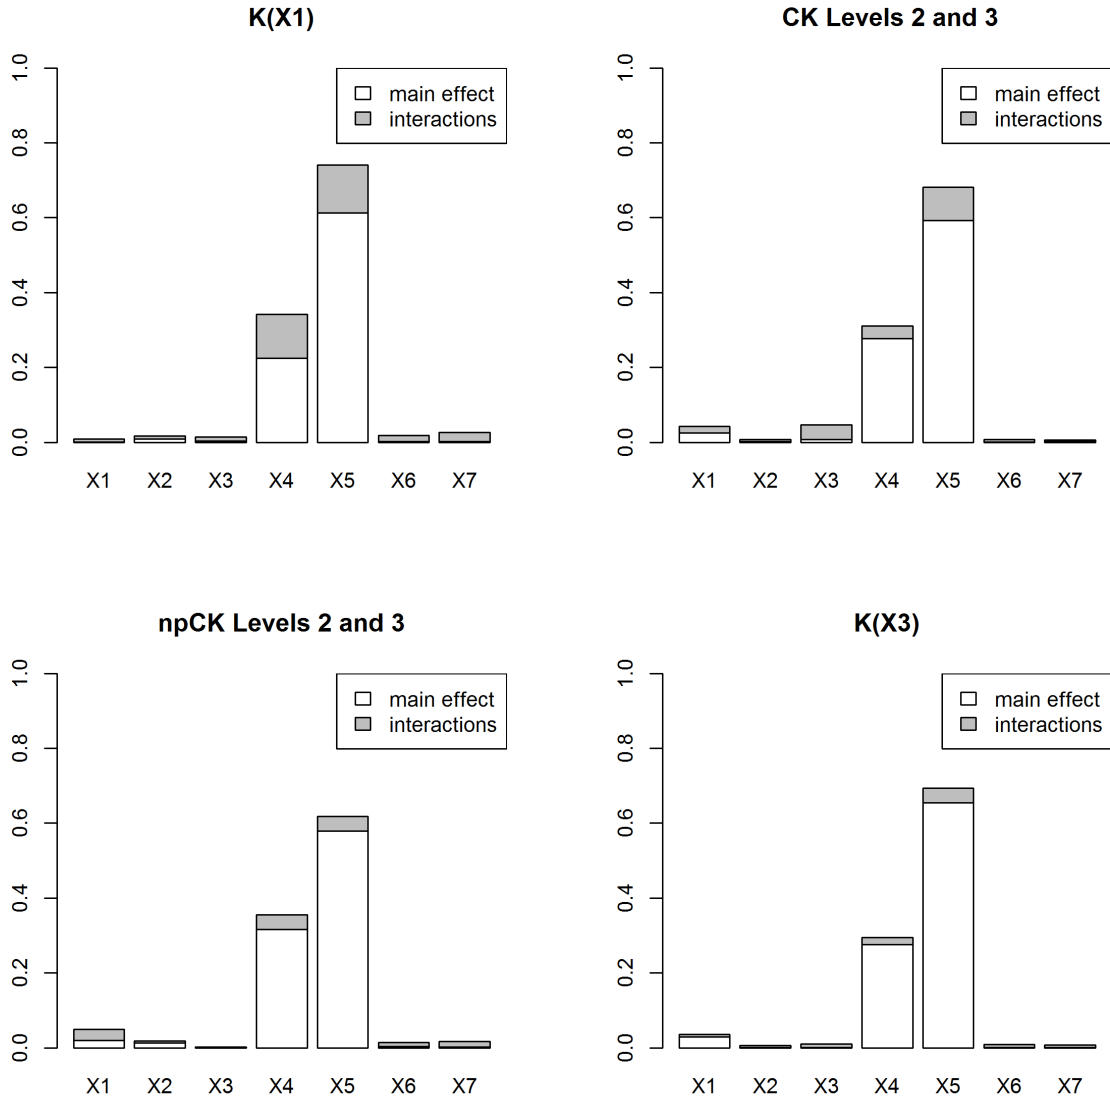 K(X1)
1.0
0.8
0.6
0.4
0.2
0.0
main effect
interactions
X1 X2 X3 X4 X5 X6 X7
CK Levels 2 and 3
1.0
0.8
0.6
0.4
0.2
0.0
main effect
interactions
X1 X2 X3 X4 X5 X6 X7
npCK Levels 2 and 3
1.0
0.8
0.6
0.4
0.2
0.0
main effect
interactions
X1 X2 X3 X4 X5 X6 X7
K(X3)
1.0
0.8
0.6
0.4
0.2
0.0
main effect
interactions
X1 X2 X3 X4 X5 X6 X7